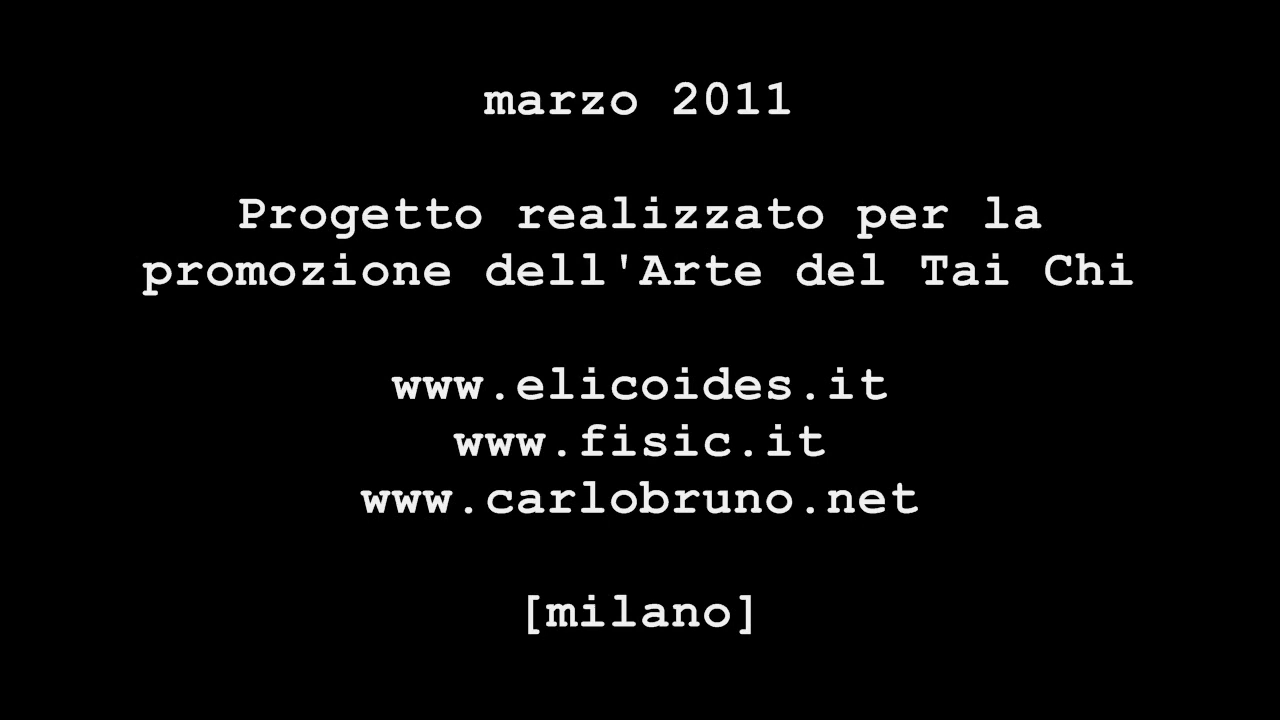 marzo 2011
Progetto realizzato per la
promozione dell'Arte del Tai Chi
www.elicoides.it
www.fisic.it
www.carlobruno.net
[milano]